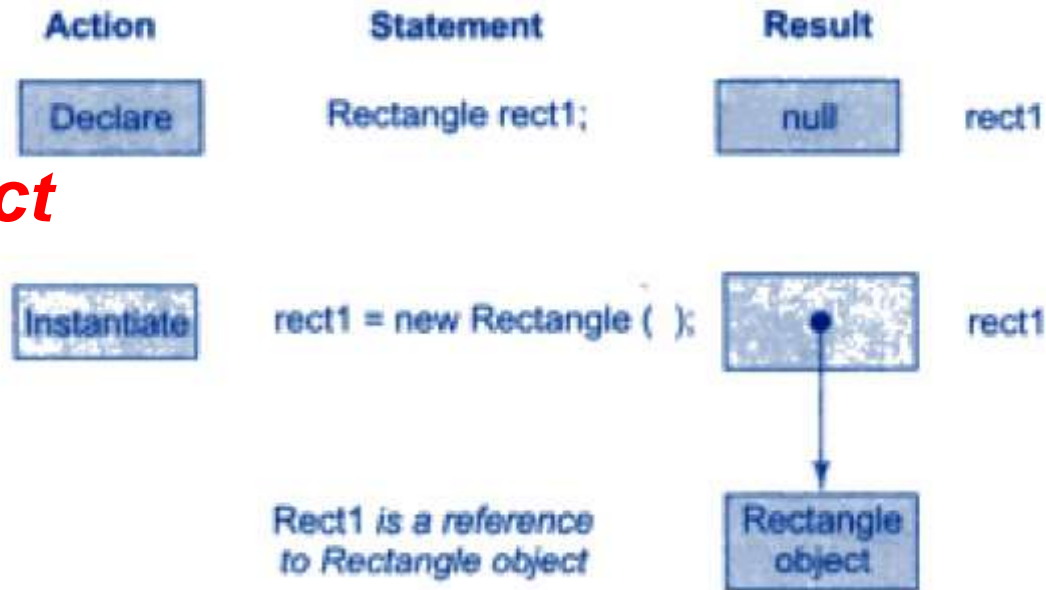 Action Statement Result
Declare Rectangle rect1; null rect1
ct
Instantiate rect1 = new Rectangle ( ); rect1
Rect1 is a reference
to Rectangle object
Rectangle
object